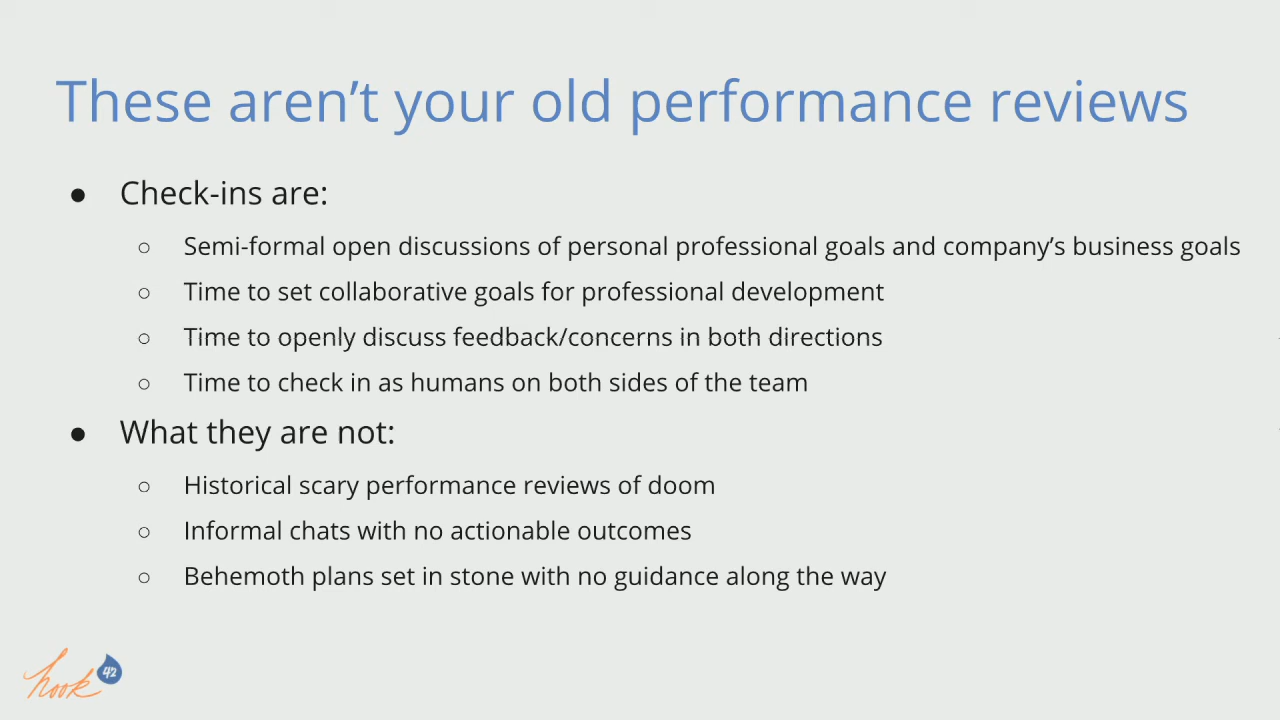 These aren’t your old performance reviews
● Check-ins are:
○ Semi-formal open discussions of personal professional goals and company’s business goals
○ Time to set collaborative goals for professional development
○ Time to openly discuss feedback/concerns in both directions
○ Time to check in as humans on both sides of the team
● What they are not:
○ Historical scary performance reviews of doom
○ Informal chats with no actionable outcomes
○ Behemoth plans set in stone with no guidance along the way
hook 42